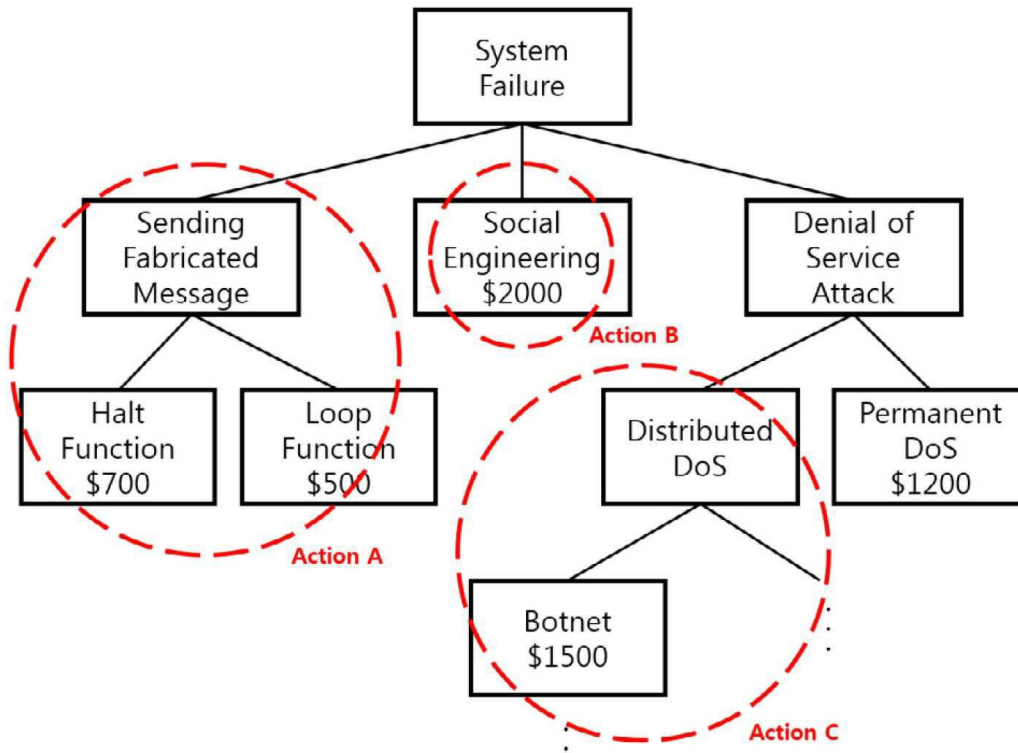 System
Failure
Sending
Fabricated
Message
Social
Engineering
$2000
Denial of
Service
Attack
Action B
Halt
Function
$700
Loop
Function
$500
Distributed
DoS
Permanent
DoS
$1200
Action A
Botnet
$1500
Action C